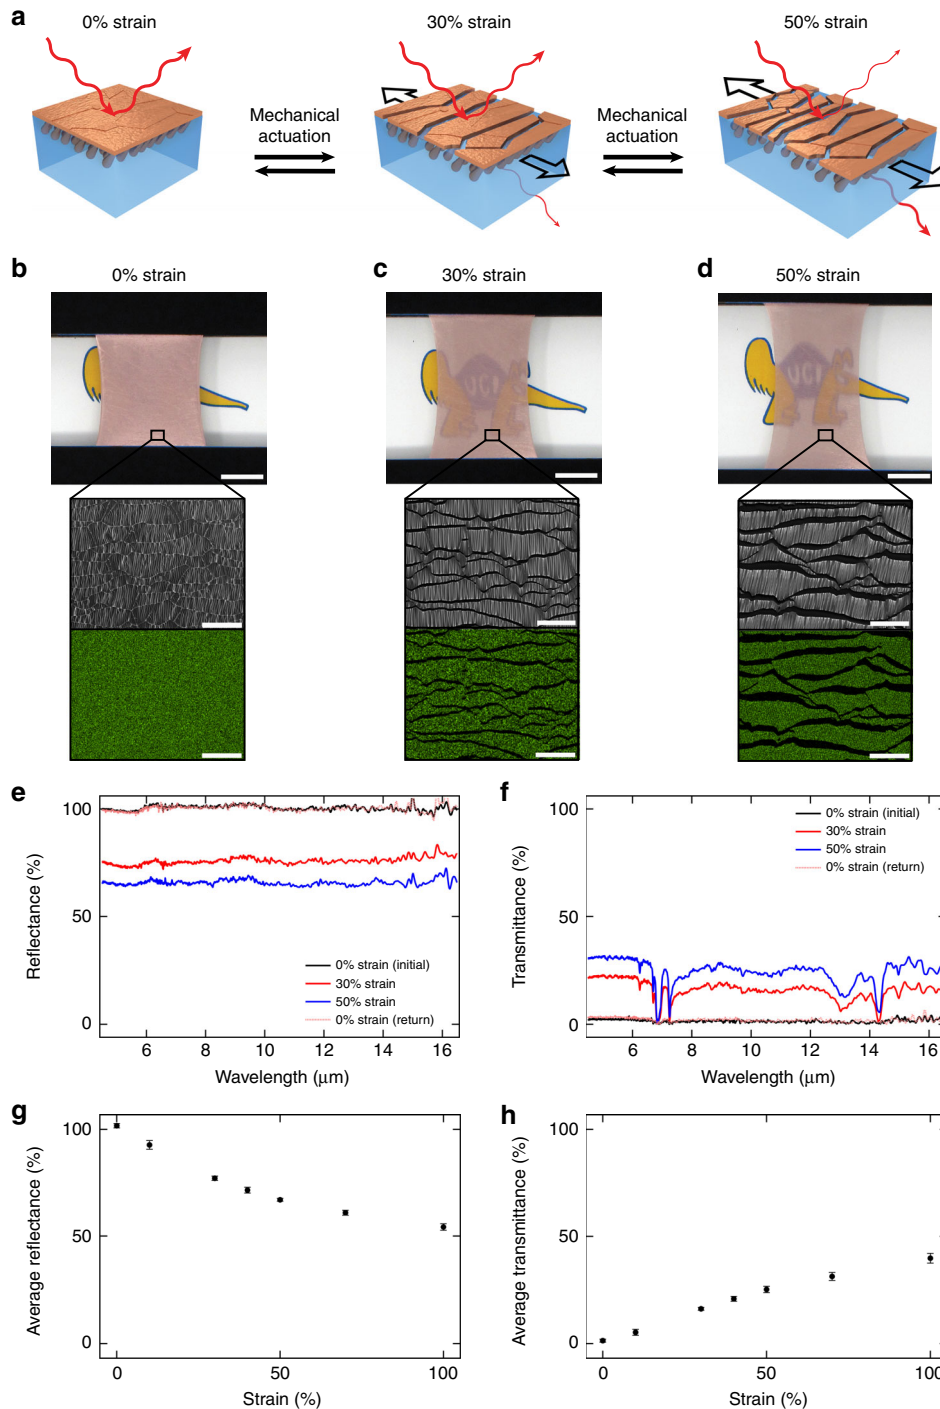 a
0% strain
30% strain
50% strain
Mechanical
actuation
Mechanical
actuation
b
0% strain
c
30% strain
d
50% strain
UCI
UCI
e
100
50
0
Reflectance (%)
0% strain (initial)
30% strain
50% strain
0% strain (return)
6 8 10 12 14 16
Wavelength (μm)
f
100
50
0
Transmittance (%)
0% strain (initial)
30% strain
50% strain
0% strain (return)
6 8 10 12 14 16
Wavelength (μm)
g
100
50
0
Average reflectance (%)
0 50 100
Strain (%)
h
100
50
0
Average transmittance (%)
0 50 100
Strain (%)